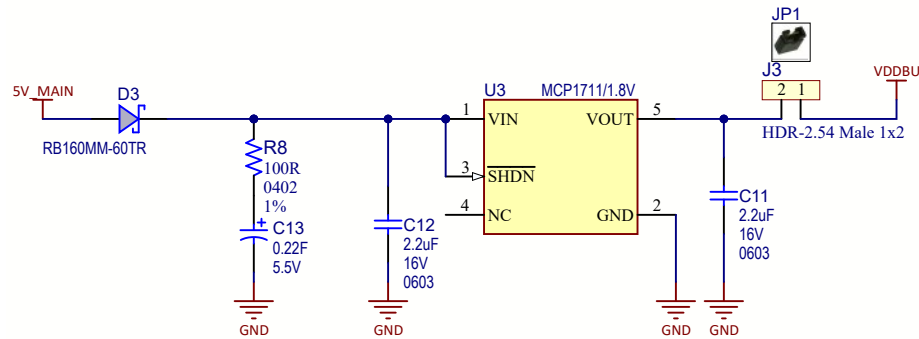 JP1
5V_MAIN
D3
RB160MM-60TR
R8
100R
0402
1%
+
C13
0.22F
5.5V
GND
C12
2.2uF
16V
0603
GND
U3
MCP1711/1.8V
1
VIN
VOUT
5
3
SHDN
4
NC
GND
2
GND
J3
2 1
HDR-2.54 Male 1x2
VDDBU
C11
2.2uF
16V
0603
GND